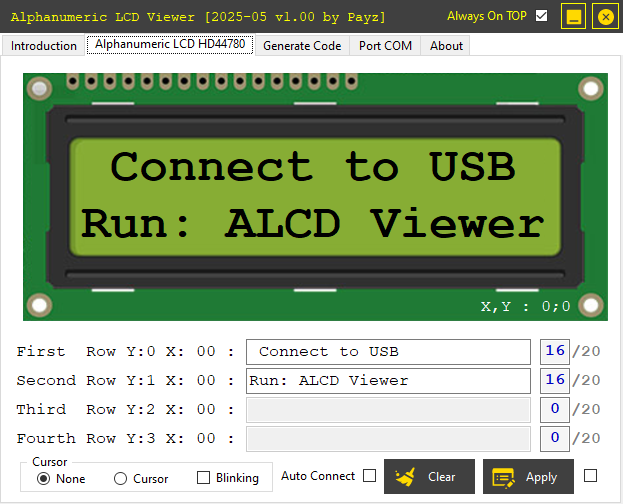 Alphanumeric LCD Viewer [2025-05 v1.00 by Payz] Always On TOP
Introduction Alphanumeric LCD HD44780 Generate Code Port COM About
Connect to USB
Run: ALCD Viewer
X,Y : 0;0
First Row Y:0 X: 00 : Connect to USB 16/20
Second Row Y:1 X: 00 : Run: ALCD Viewer 16/20
Third Row Y:2 X: 00 : 0/20
Fourth Row Y:3 X: 00 : 0/20
Cursor
None Cursor Blinking Auto Connect Clear Apply